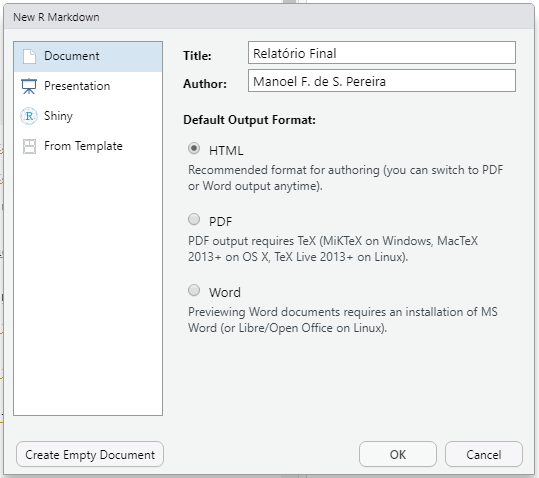 New R Markdown
Document
Presentation
Shiny
From Template
Title: Relatório Final
Author: Manoel F. de S. Pereira
Default Output Format:
HTML
Recommended format for authoring (you can switch to PDF
or Word output anytime).
PDF
PDF output requires TeX (MiKTeX on Windows, MacTeX
2013+ on OS X, TeX Live 2013+ on Linux).
Word
Previewing Word documents requires an installation of MS
Word (or Libre/Open Office on Linux).
Create Empty Document
OK
Cancel